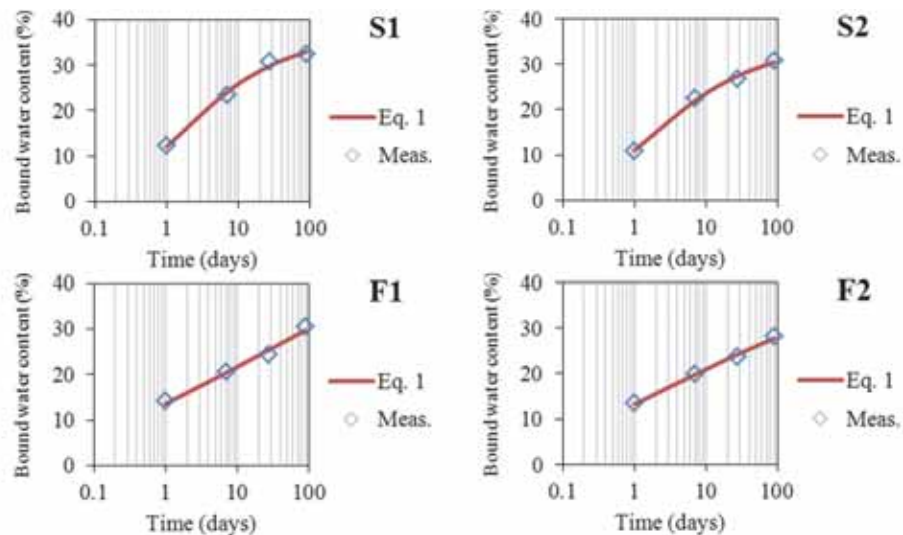 S1
Bound water content (%)
40
30
20
10
0
0.1 1 10 100
Time (days)
Eq. 1
Meas.
S2
Bound water content (%)
40
30
20
10
0
0.1 1 10 100
Time (days)
Eq. 1
Meas.
F1
Bound water content (%)
40
30
20
10
0
0.1 1 10 100
Time (days)
Eq. 1
Meas.
F2
Bound water content (%)
40
30
20
10
0
0.1 1 10 100
Time (days)
Eq. 1
Meas.